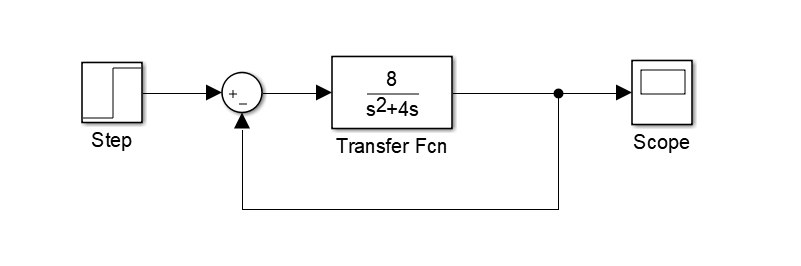 +
−
8
s²+4s
Step
Transfer Fcn
Scope